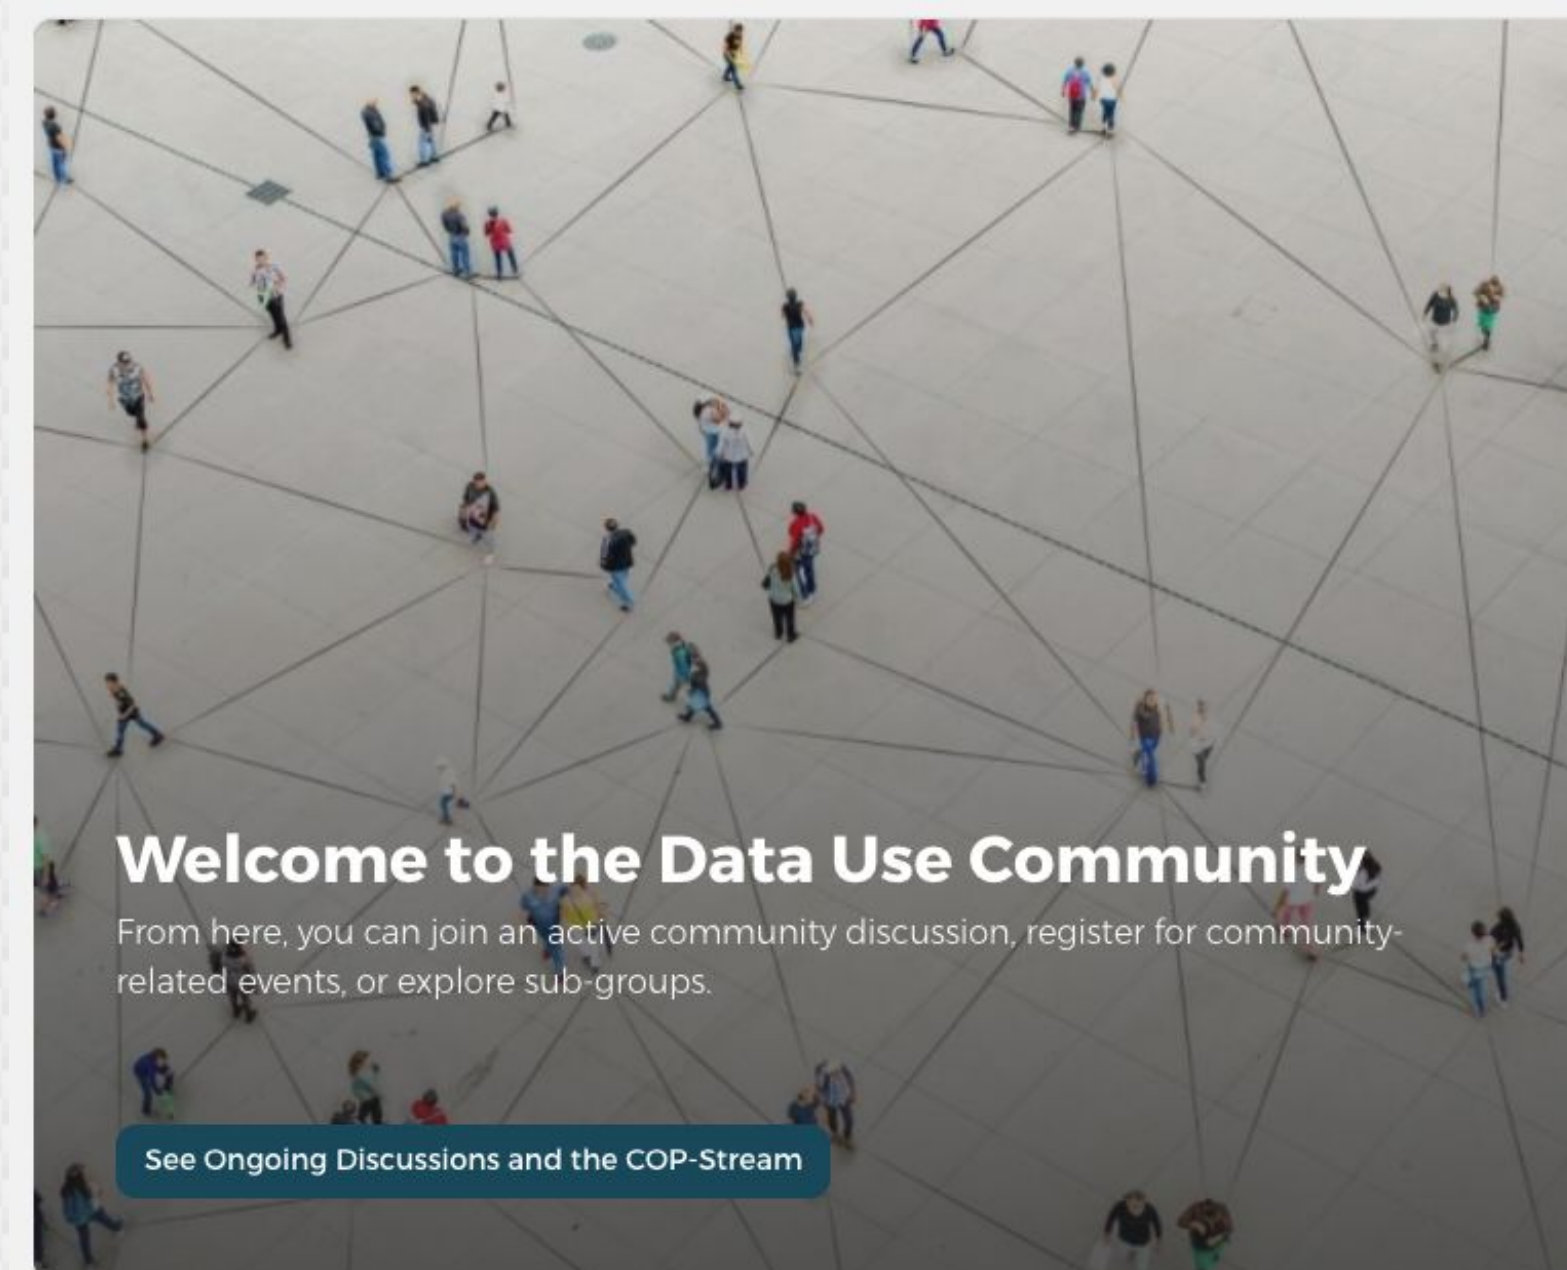 Welcome to the Data Use Community
From here, you can join an active community discussion, register for community-
related events, or explore sub-groups.
See Ongoing Discussions and the COP-Stream